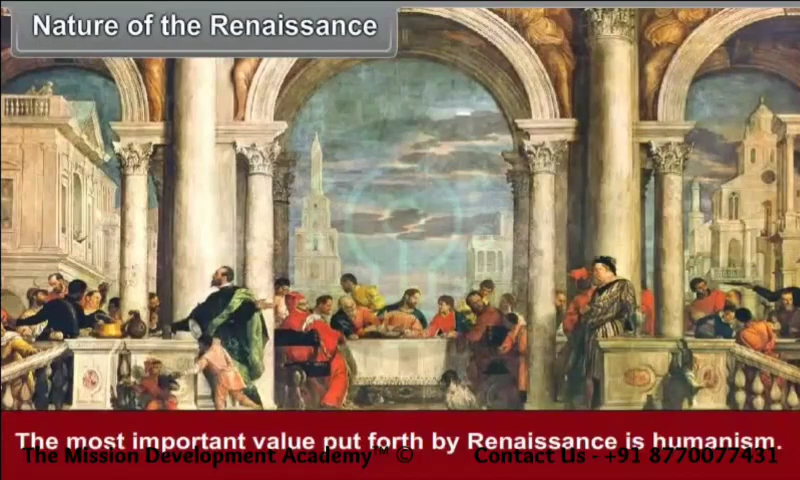 Nature of the Renaissance
The most important value put forth by Renaissance is humanism.
The Mission Development Academy™ © Contact Us - +91 8770077431